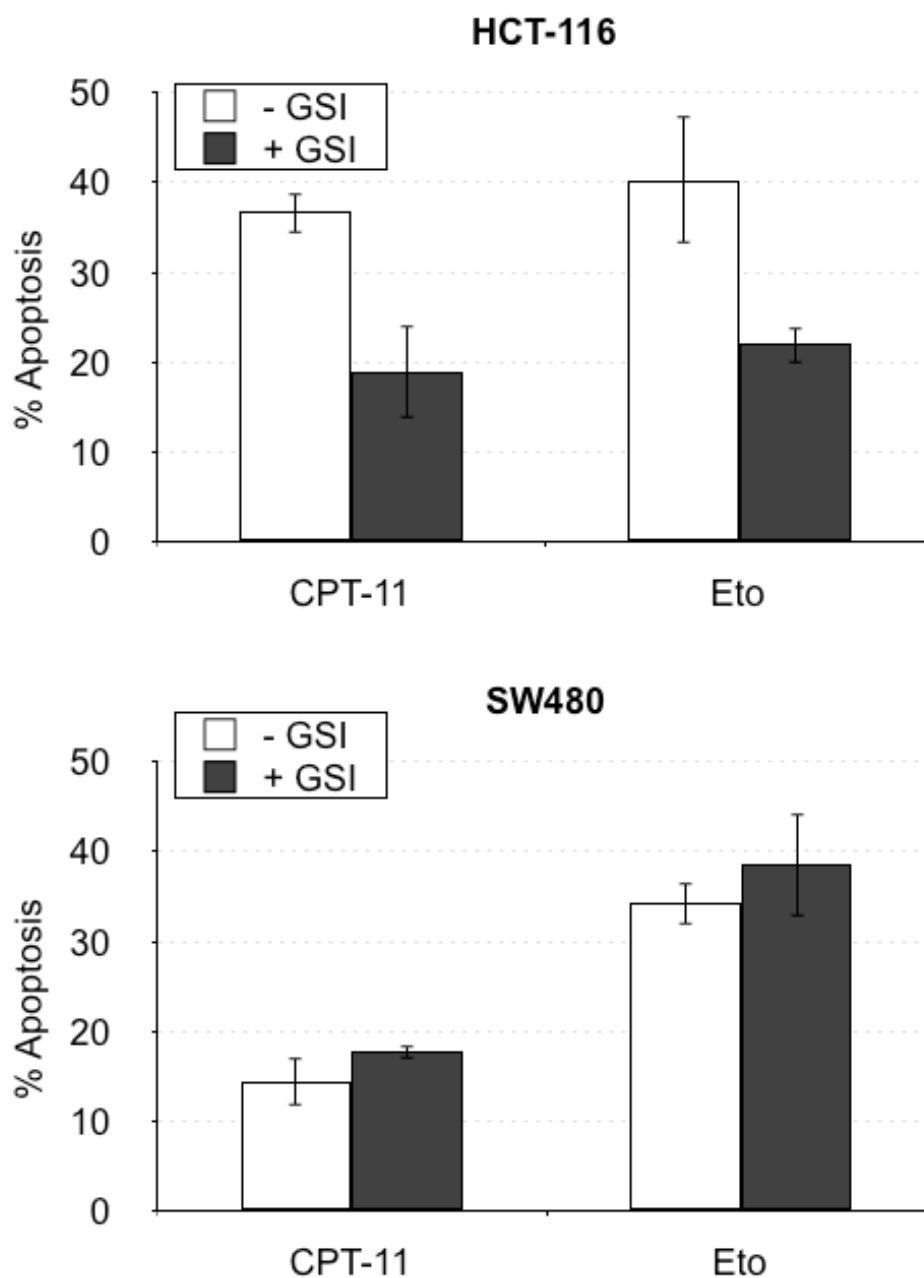 HCT-116
- GSI
+ GSI
50
40
30
20
10
0
% Apoptosis
CPT-11 Eto
SW480
- GSI
+ GSI
50
40
30
20
10
0
% Apoptosis
CPT-11 Eto